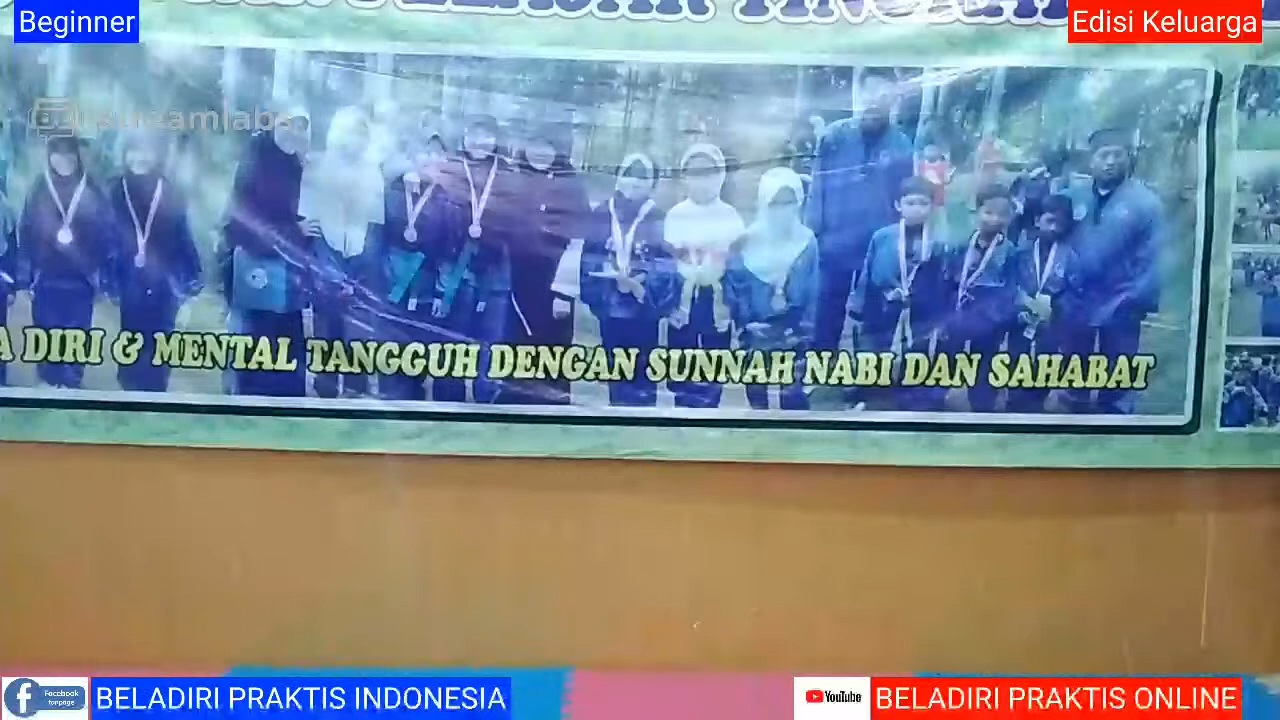 Beginner
Edisi Keluarga
streamlabs
DIRI & MENTAL TANGGUH DENGAN SUNNAH NABI DAN SAHABAT
Facebook
fanpage
BELADIRI PRAKTIS INDONESIA
YouTube
BELADIRI PRAKTIS ONLINE